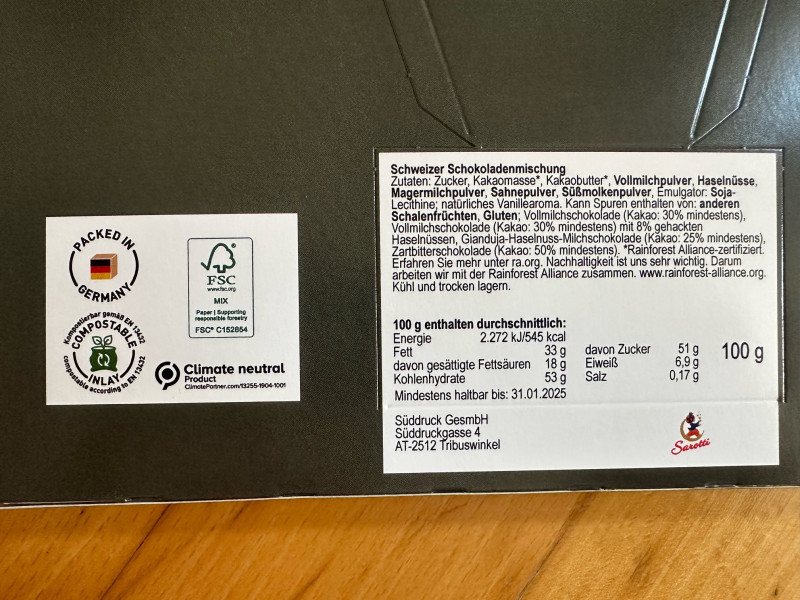 PACKED IN
GERMANY
Kompostierbar gemäß EN 13432
COMPOSTABLE
INLAY
compostable according to EN 13432
FSC
www.fsc.org
MIX
Paper | Supporting
responsible forestry
FSC® C152864
Climate neutral
Product
ClimatePartner.com/13255-1904-1001
Schweizer Schokoladenmischung
Zutaten: Zucker, Kakaomasse*, Kakaobutter*, Vollmilchpulver, Haselnüsse,
Magermilchpulver, Sahnepulver, Süßmolkenpulver, Emulgator: Soja-
Lecithine; natürliches Vanillearoma. Kann Spuren enthalten von: anderen
Schalenfrüchten, Gluten; Vollmilchschokolade (Kakao: 30% mindestens),
Vollmilchschokolade (Kakao: 30% mindestens) mit 8% gehackten
Haselnüssen, Gianduja-Haselnuss-Milchschokolade (Kakao: 25% mindestens),
Zartbitterschokolade (Kakao: 50% mindestens). *Rainforest Alliance-zertifiziert.
Erfahren Sie mehr unter ra.org. Nachhaltigkeit ist uns sehr wichtig. Darum
arbeiten wir mit der Rainforest Alliance zusammen. www.rainforest-alliance.org.
Kühl und trocken lagern.
100 g enthalten durchschnittlich:
Energie 2.272 kJ/545 kcal
Fett 33 g davon Zucker 51 g
davon gesättigte Fettsäuren 18 g Eiweiß 6,9 g
Kohlenhydrate 53 g Salz 0,17 g
100 g
Mindestens haltbar bis: 31.01.2025
Süddruck GesmbH
Süddruckgasse 4
AT-2512 Tribuswinkel
Sarotti